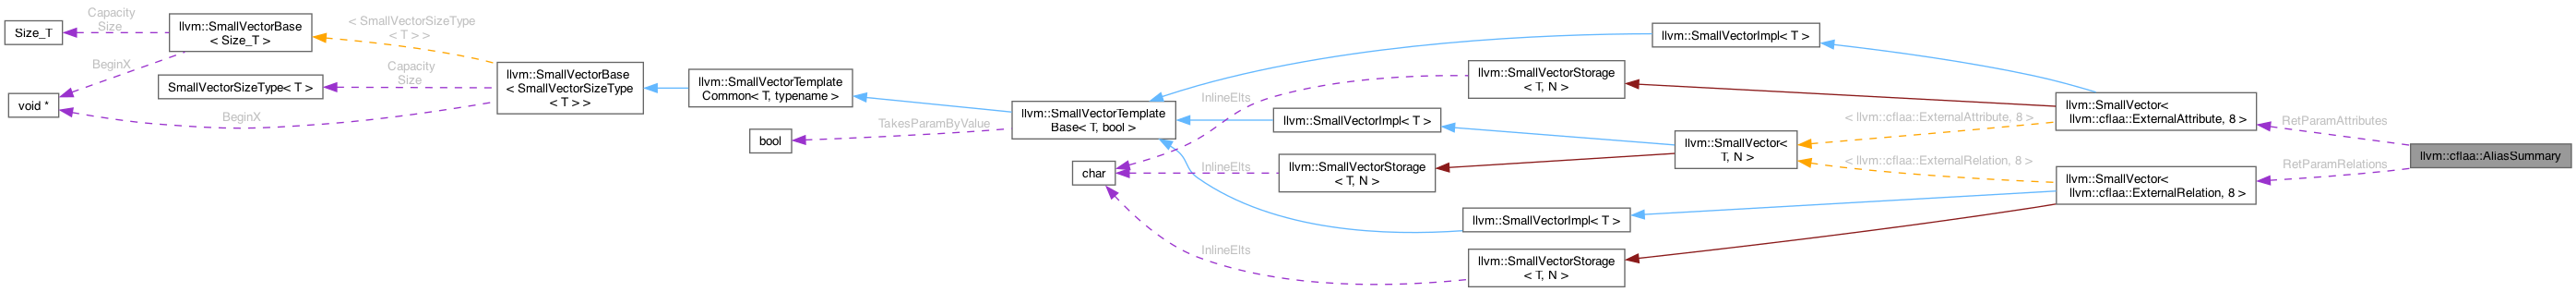 Size_T
Capacity
Size
llvm::SmallVectorBase
< Size_T >
< SmallVectorSizeType
< T > >
BeginX
void *
SmallVectorSizeType< T >
Capacity
Size
BeginX
llvm::SmallVectorBase
< SmallVectorSizeType
< T > >
llvm::SmallVectorTemplate
Common< T, typename >
bool
TakesParamByValue
llvm::SmallVectorTemplate
Base< T, bool >
char
InlineElts
InlineElts
InlineElts
llvm::SmallVectorImpl< T >
llvm::SmallVectorStorage
< T, N >
llvm::SmallVectorImpl< T >
llvm::SmallVectorStorage
< T, N >
llvm::SmallVectorImpl< T >
llvm::SmallVectorStorage
< T, N >
llvm::SmallVector<
T, N >
< llvm::cflaa::ExternalAttribute, 8 >
< llvm::cflaa::ExternalRelation, 8 >
llvm::SmallVector<
llvm::cflaa::ExternalAttribute, 8 >
llvm::SmallVector<
llvm::cflaa::ExternalRelation, 8 >
RetParamAttributes
RetParamRelations
llvm::cflaa::AliasSummary